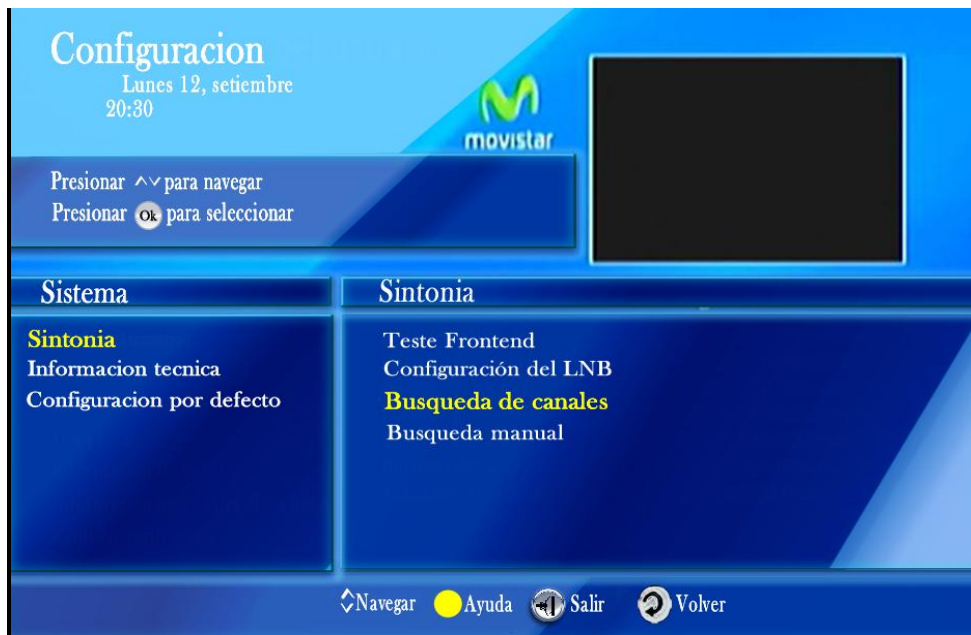 Configuracion
Lunes 12, setiembre
20:30
movistar
Presionar ^v para navegar
Presionar Ok para seleccionar
Sistema
Sintonia
Sintonia
Informacion tecnica
Configuracion por defecto
Teste Frontend
Configuración del LNB
Busqueda de canales
Busqueda manual
Navegar Ayuda Salir Volver